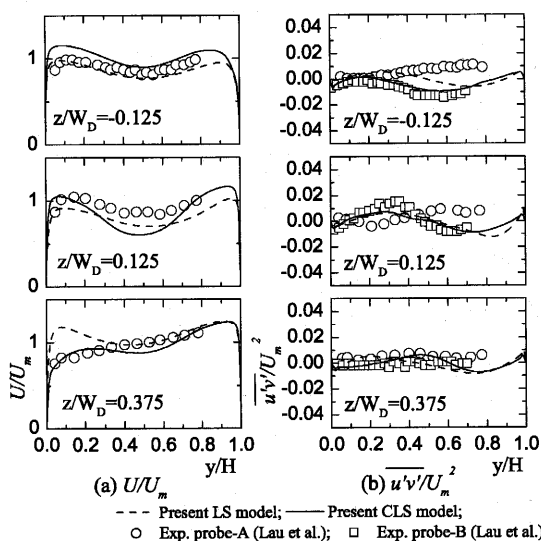 1
z/W_D=-0.125
0
1
z/W_D=0.125
0
1
z/W_D=0.375
0
U/U_m
0.0 0.2 0.4 0.6 0.8 1.0
y/H
(a) U/U_m
0.04
0.02
0.00
-0.02
z/W_D=-0.125
-0.04
0.04
0.02
0.00
-0.02
z/W_D=0.125
-0.04
0.04
0.02
0.00
-0.02
z/W_D=0.375
-0.04
u'v'/U_m^2
0.0 0.2 0.4 0.6 0.8 1.0
y/H
(b) u'v'/U_m^2
Present LS model; Present CLS model;
Exp. probe-A (Lau et al.); Exp. probe-B (Lau et al.)